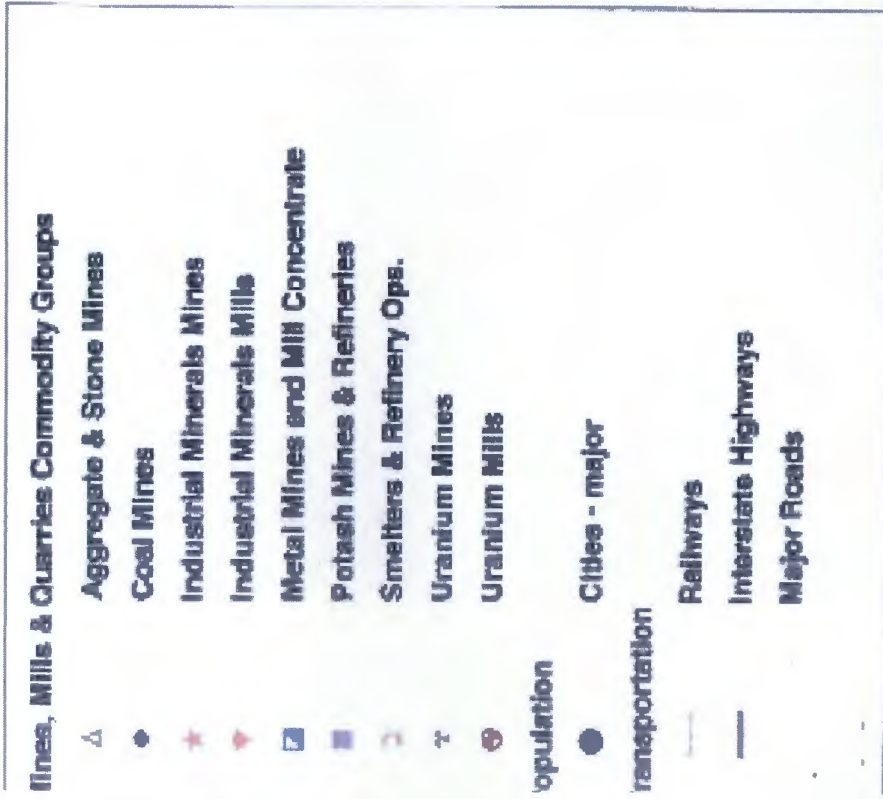 lines, Mills & Quarries Commodity Groups
Aggregate & Stone Mines
Coal Mines
Industrial Minerals Mines
Industrial Minerals Mills
Metal Mines and Mill Concentrate
Potash Mines & Refineries
Smelters & Refinery Ops.
Uranium Mines
Uranium Mills
opulation
Cities - major
ransportation
Railways
Interstate Highways
Major Roads